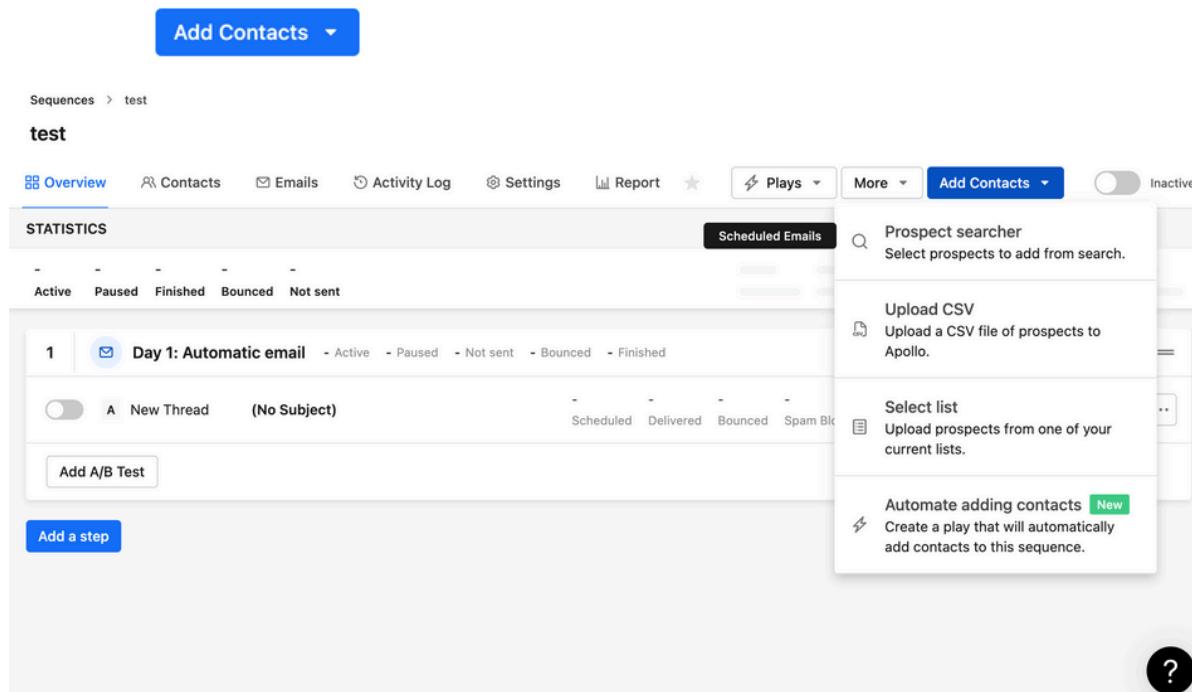 Add Contacts
Sequences > test
test
Overview Contacts Emails Activity Log Settings Report Plays More Add Contacts Inactive
STATISTICS
Scheduled Emails
- - - - -
Active Paused Finished Bounced Not sent
1 Day 1: Automatic email - Active - Paused - Not sent - Bounced - Finished
- - - -
A New Thread (No Subject)
Scheduled Delivered Bounced Spam Blo
Add A/B Test
Add a step
Prospect searcher
Select prospects to add from search.
Upload CSV
Upload a CSV file of prospects to
Apollo.
Select list
Upload prospects from one of your
current lists.
Automate adding contacts New
Create a play that will automatically
add contacts to this sequence.
?